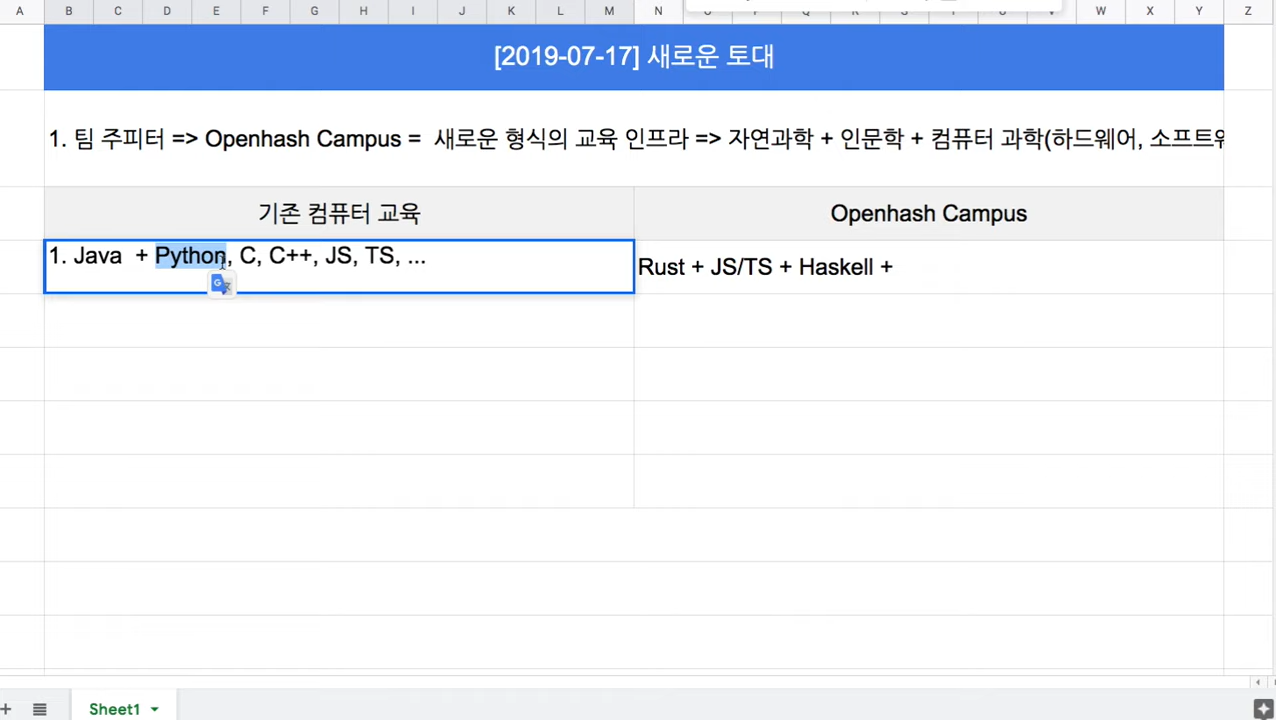 A B C D E F G H I J K L M N W X Y Z
[2019-07-17] 새로운 토대
1. 팀 주피터 => Openhash Campus = 새로운 형식의 교육 인프라 => 자연과학 + 인문학 + 컴퓨터 과학(하드웨어, 소프트웨
기존 컴퓨터 교육 Openhash Campus
1. Java + Python, C, C++, JS, TS, ... Rust + JS/TS + Haskell +
Sheet1